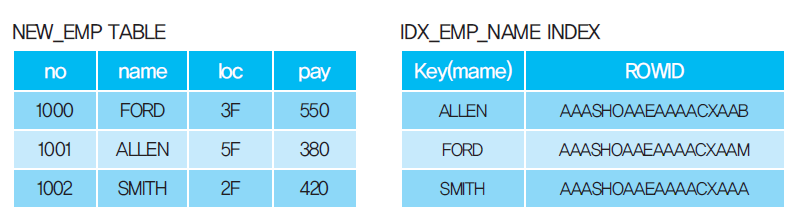 NEW_EMP TABLE
no name loc pay
1000 FORD 3F 550
1001 ALLEN 5F 380
1002 SMITH 2F 420
IDX_EMP_NAME INDEX
Key(mame) ROWID
ALLEN AAASHOAAEAAAACXAAB
FORD AAASHOAAEAAAACXAAM
SMITH AAASHOAAEAAAACXAAA